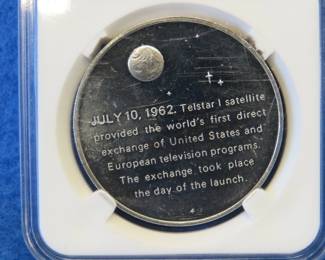 JULY 10, 1962. Telstar I satellite
provided the world's first direct
exchange of United States and
European television programs.
The exchange took place
the day of the launch.